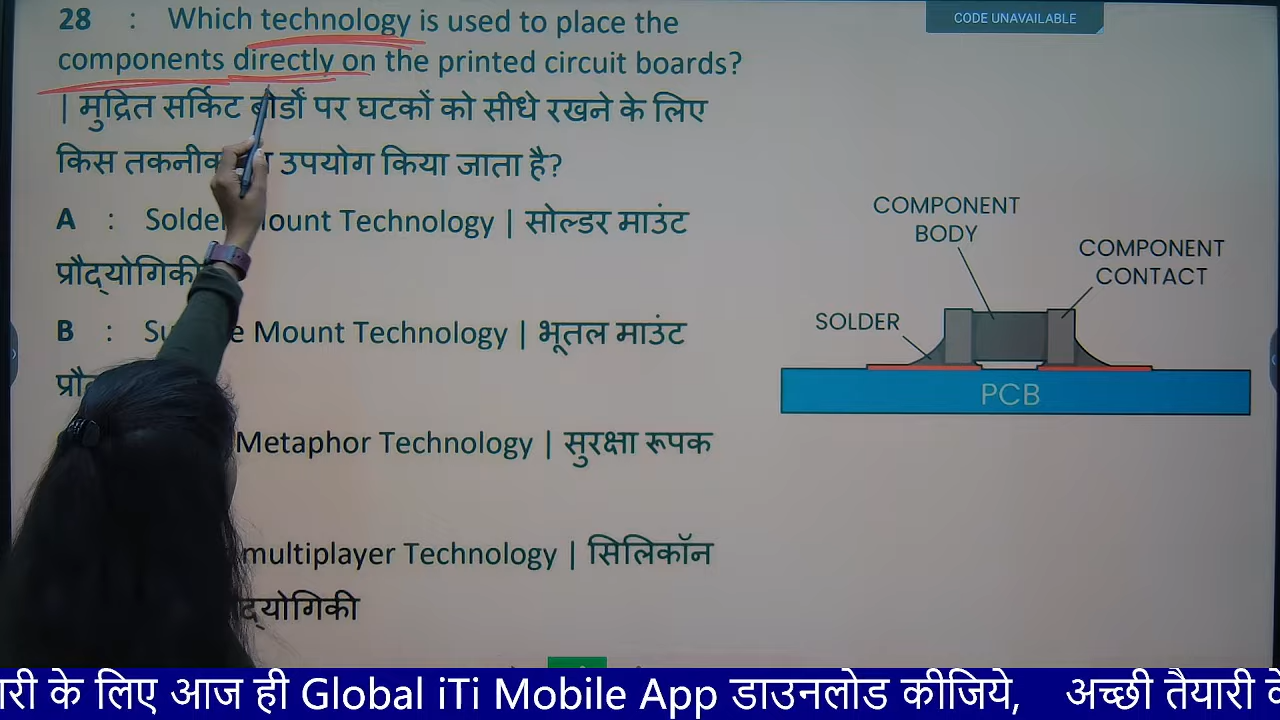 28 : Which technology is used to place the
components directly on the printed circuit boards?
| मुद्रित सर्किट बोर्डों पर घटकों को सीधे रखने के लिए
किस तकनीक उपयोग किया जाता है?
A : Solder Mount Technology | सोल्डर माउंट
प्रौद्योगिकी
B : Mount Technology | भूतल माउंट
Metaphor Technology | सुरक्षा रूपक
multiplayer Technology | सिलिकॉन
CODE UNAVAILABLE
COMPONENT
BODY
COMPONENT
CONTACT
SOLDER
PCB
के लिए आज ही Global iTi Mobile App डाउनलोड कीजिये, अच्छी तैयारी